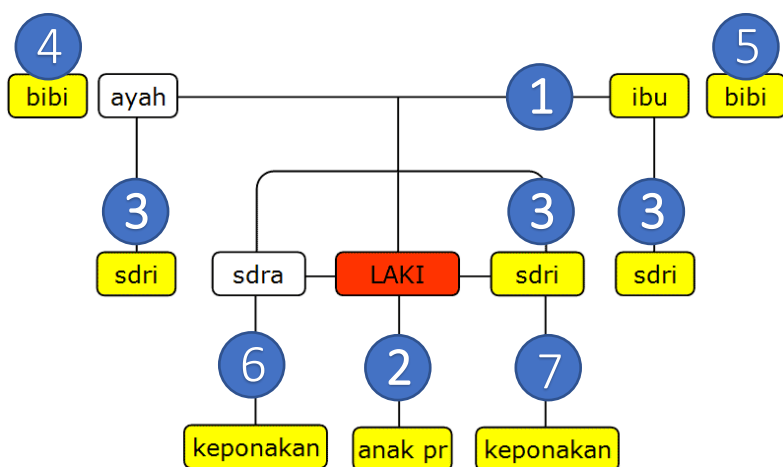 4
5
bibi
ayah
1
ibu
bibi
3
3
3
sdri
sdra
LAKI
sdri
sdri
6
2
7
keponakan
anak pr
keponakan